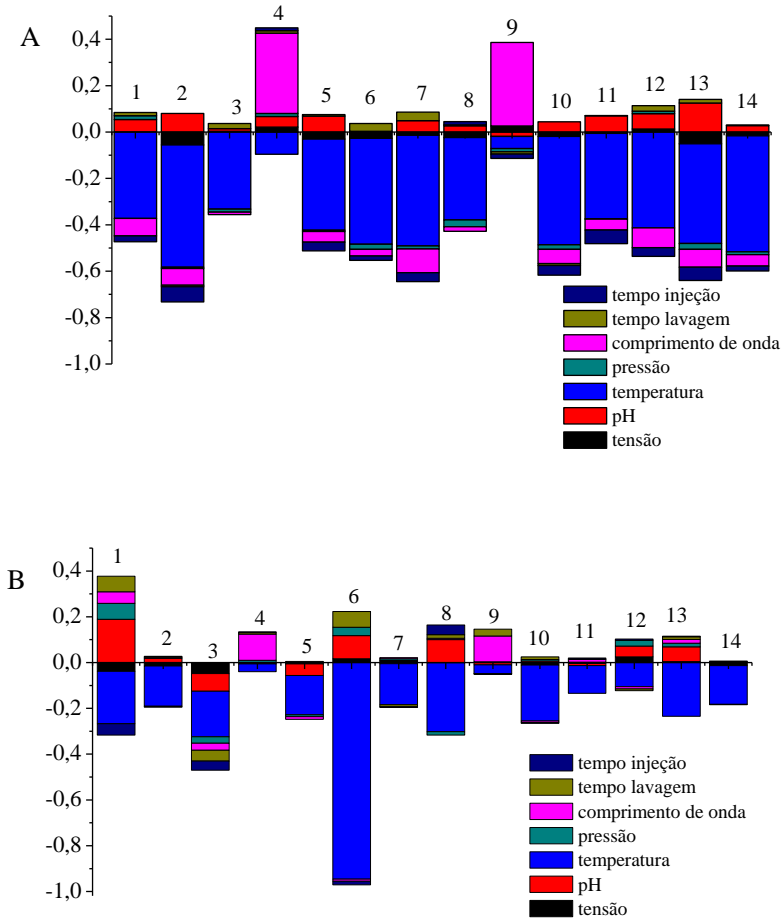 A
0,4
0,2
0,0
-0,2
-0,4
-0,6
-0,8
-1,0
1
2
3
4
5
6
7
8
9
10
11
12
13
14
tempo injeção
tempo lavagem
comprimento de onda
pressão
temperatura
pH
tensão
B
0,4
0,2
0,0
-0,2
-0,4
-0,6
-0,8
-1,0
1
2
3
4
5
6
7
8
9
10
11
12
13
14
tempo injeção
tempo lavagem
comprimento de onda
pressão
temperatura
pH
tensão